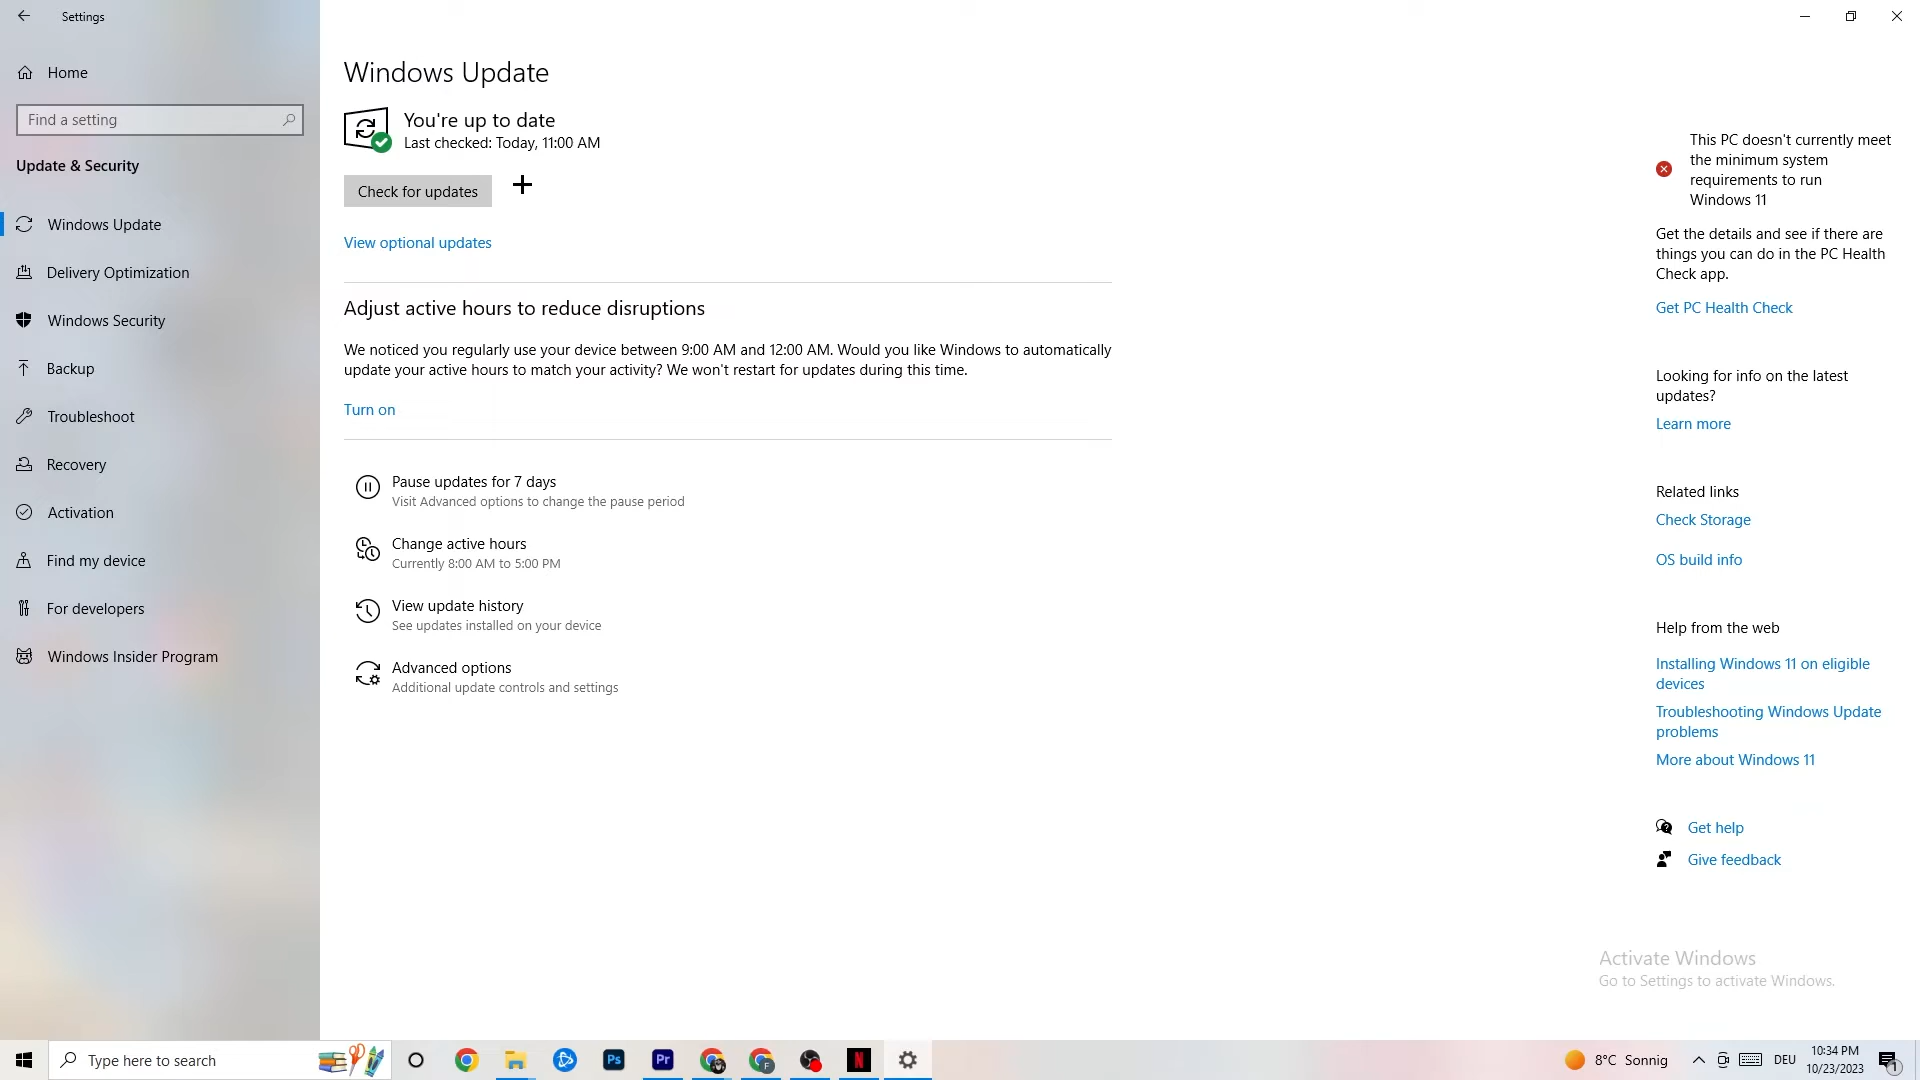 Settings
Home
Find a setting
Update & Security
Windows Update
Delivery Optimization
Windows Security
Backup
Troubleshoot
Recovery
Activation
Find my device
For developers
Windows Insider Program
Windows Update
You're up to date
Last checked: Today, 11:00 AM
Check for updates
View optional updates
Adjust active hours to reduce disruptions
We noticed you regularly use your device between 9:00 AM and 12:00 AM. Would you like Windows to automatically
update your active hours to match your activity? We won't restart for updates during this time.
Turn on
Pause updates for 7 days
Visit Advanced options to change the pause period
Change active hours
Currently 8:00 AM to 5:00 PM
View update history
See updates installed on your device
Advanced options
Additional update controls and settings
This PC doesn't currently meet
the minimum system
requirements to run
Windows 11
Get the details and see if there are
things you can do in the PC Health
Check app.
Get PC Health Check
Looking for info on the latest
updates?
Learn more
Related links
Check Storage
OS build info
Help from the web
Installing Windows 11 on eligible
devices
Troubleshooting Windows Update
problems
More about Windows 11
Get help
Give feedback
Activate Windows
Go to Settings to activate Windows.
Type here to search
Ps
Pr
F
N
8°C Sonnig
DEU
10:34 PM
10/23/2023
1